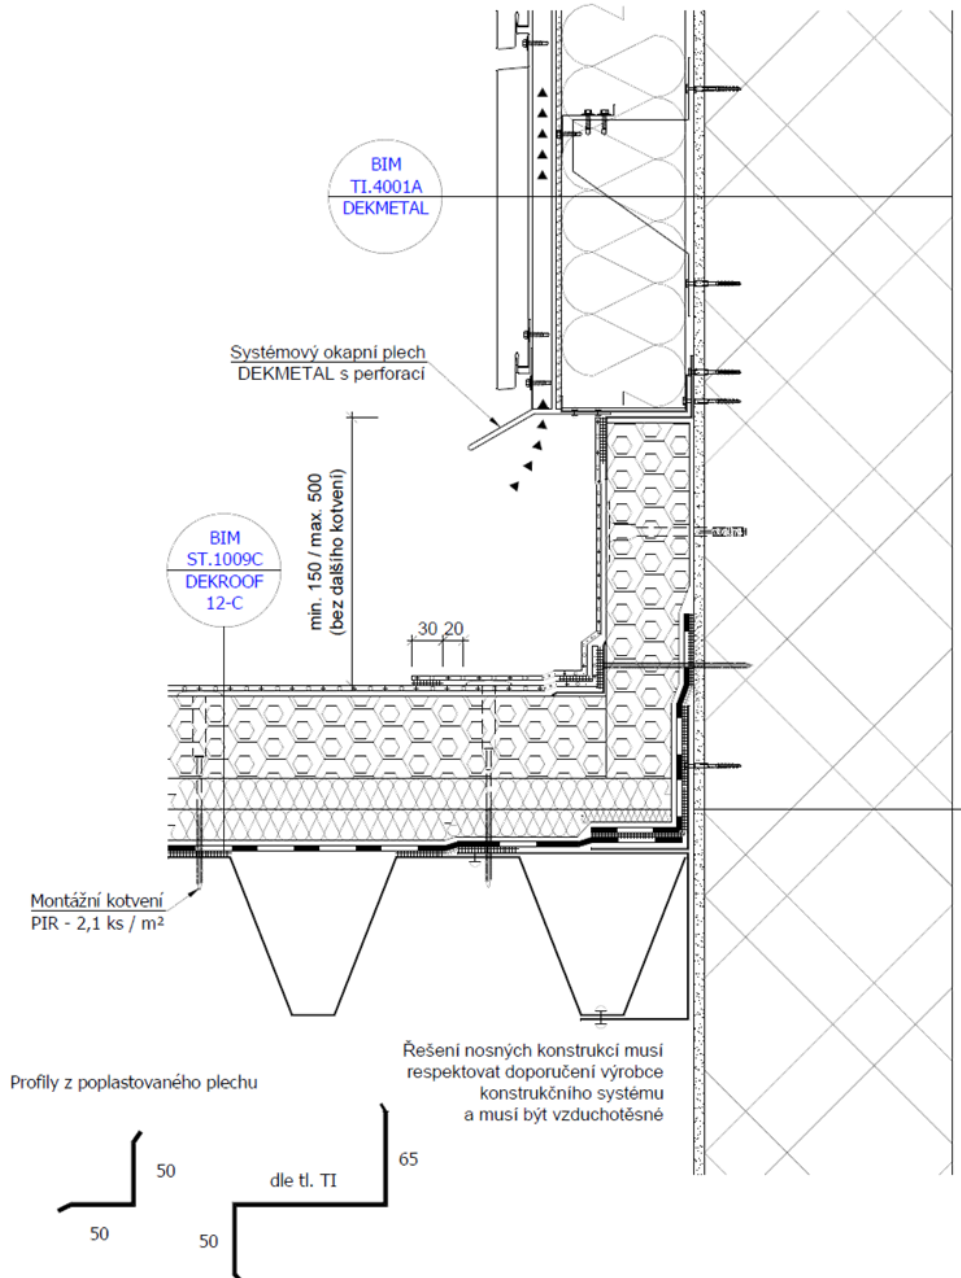 BIM
TI.4001A
DEKMETAL
Systémový okapní plech
DEKMETAL s perforací
min. 150 / max. 500
(bez dalšího kotvení)
BIM
ST.1009C
DEKROOF
12-C
30 20
Montážní kotvení
PIR - 2,1 ks / m²
Řešení nosných konstrukcí musí
respektovat doporučení výrobce
konstrukčního systému
a musí být vzduchotěsné
Profily z poplastovaného plechu
50
50
dle tl. TI
65
50